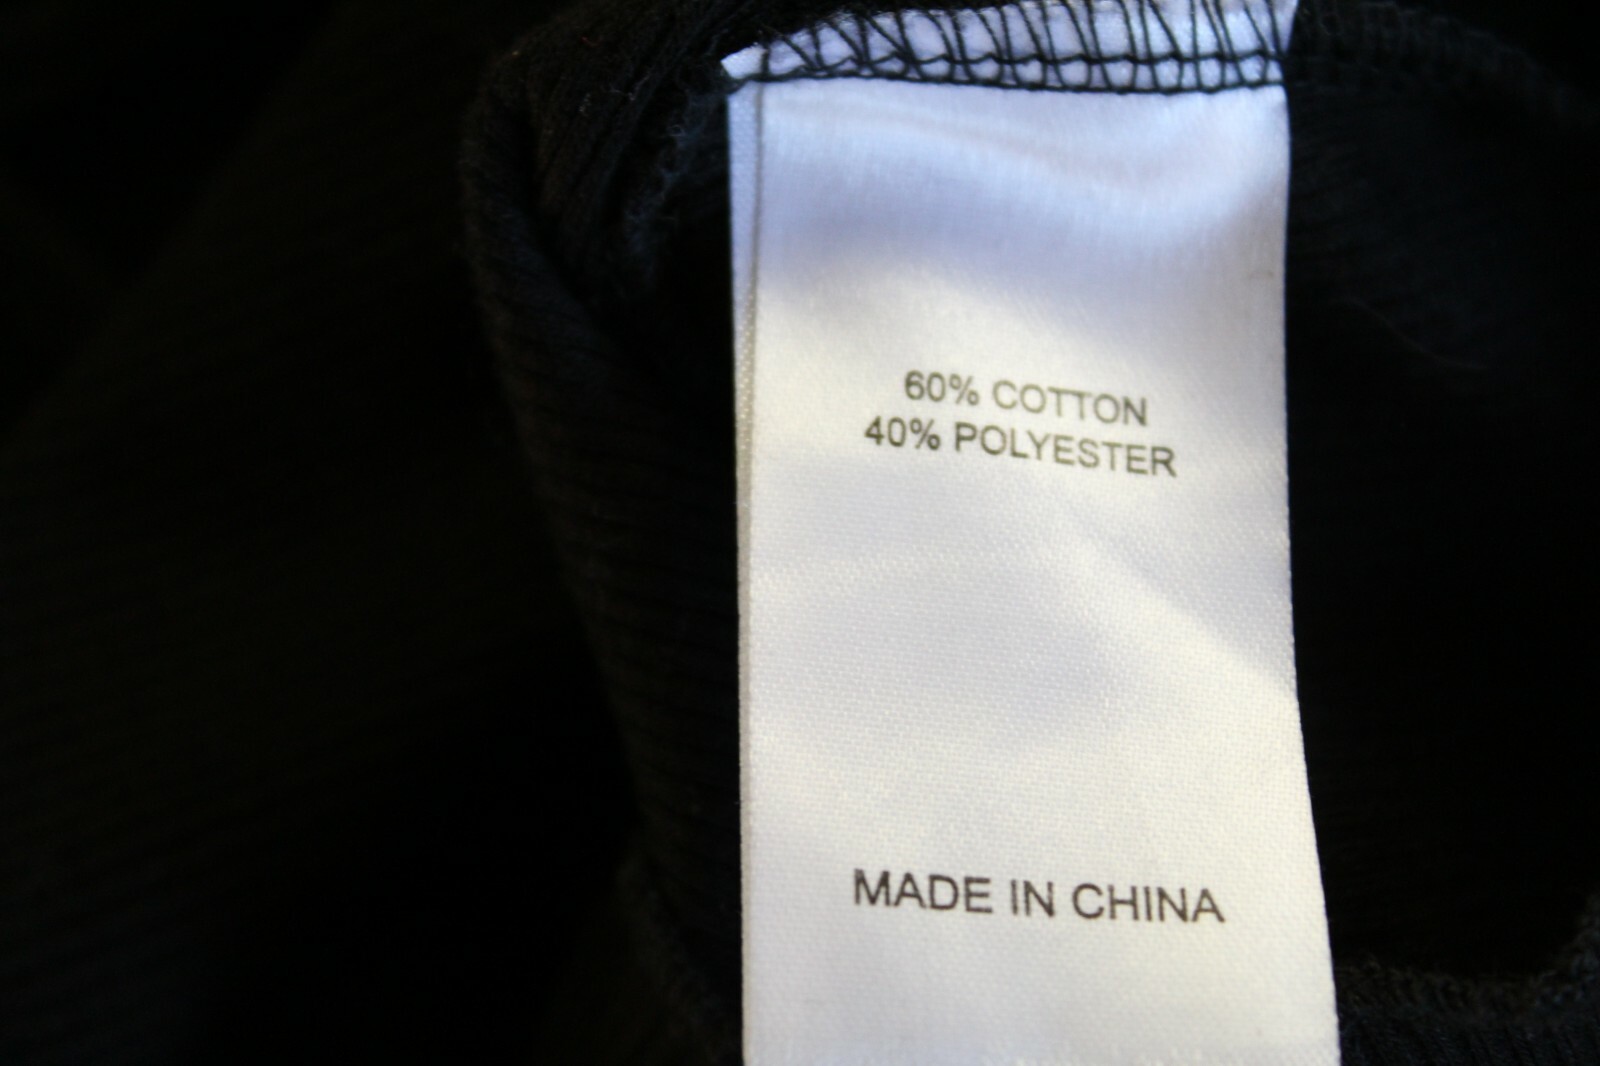 60% COTTON
40% POLYESTER
MADE IN CHINA